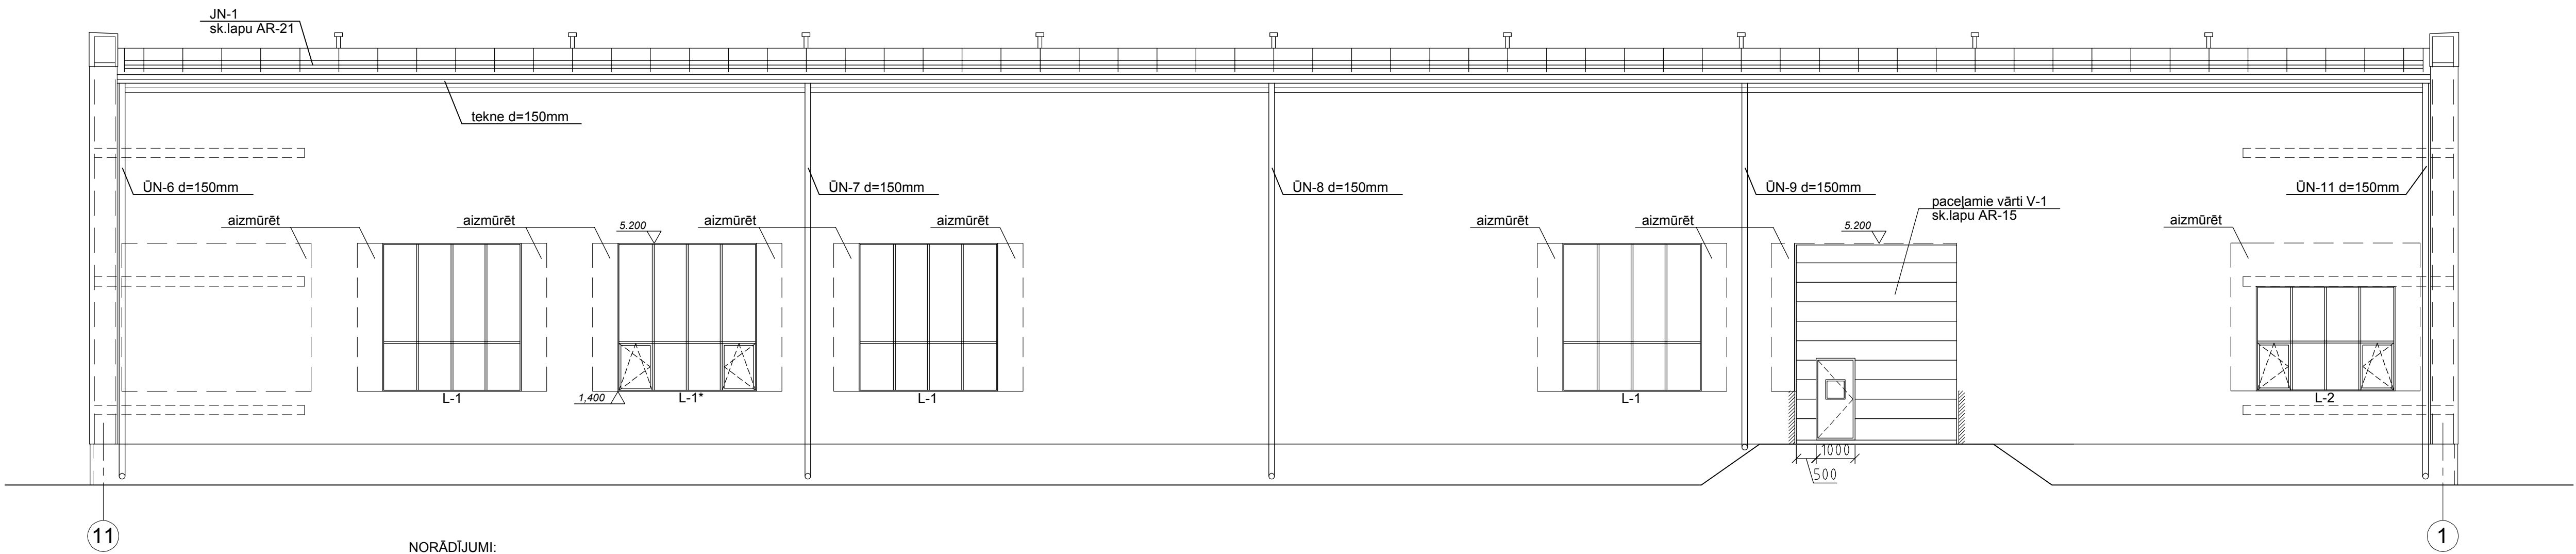 JN-1
sk.lapu AR-21
tekne d=150mm
ŪN-6 d=150mm
ŪN-7 d=150mm
ŪN-8 d=150mm
ŪN-9 d=150mm
ŪN-11 d=150mm
paceļamie vārti V-1
sk.lapu AR-15
aizmūrēt
aizmūrēt
5.200
aizmūrēt
aizmūrēt
aizmūrēt
aizmūrēt
5.200
aizmūrēt
L-1
1,400
L-1*
L-1
L-1
L-2
1000
500
11
1
NORĀDĪJUMI: